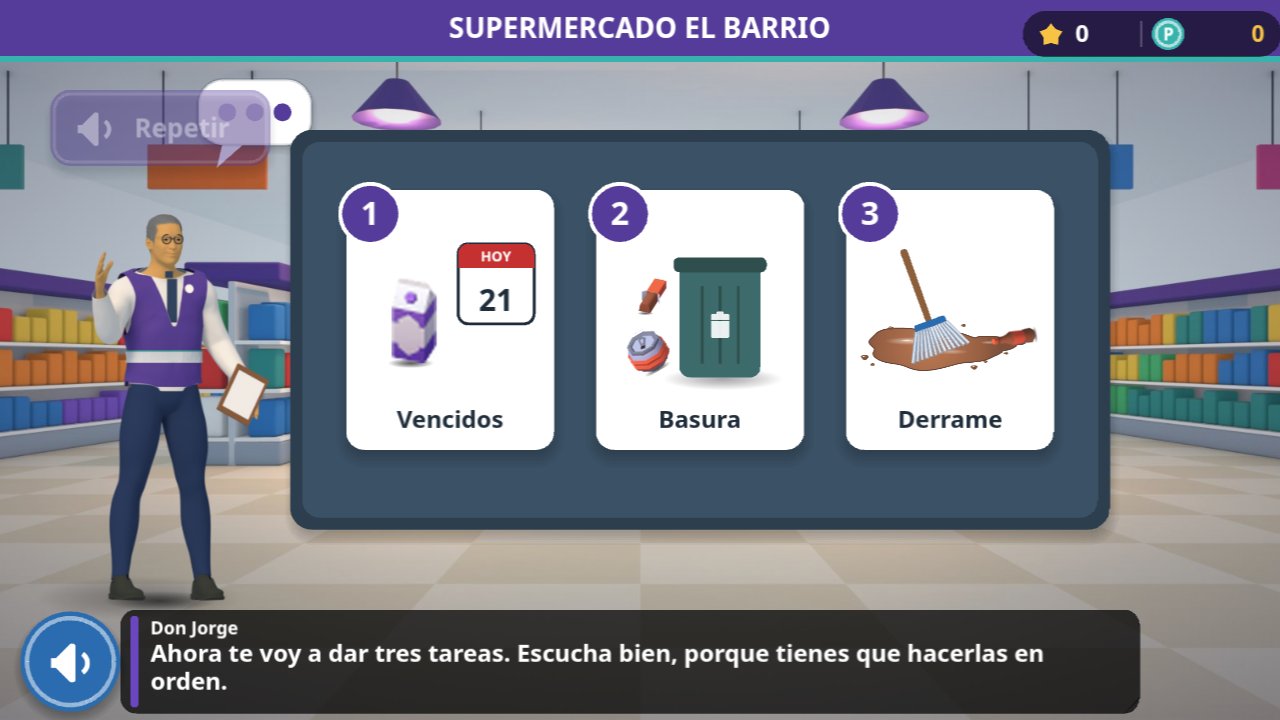 SUPERMERCADO EL BARRIO
0
P
0
Repetir
1
HOY
21
Vencidos
2
Basura
3
Derrame
Don Jorge
Ahora te voy a dar tres tareas. Escucha bien, porque tienes que hacerlas en
orden.